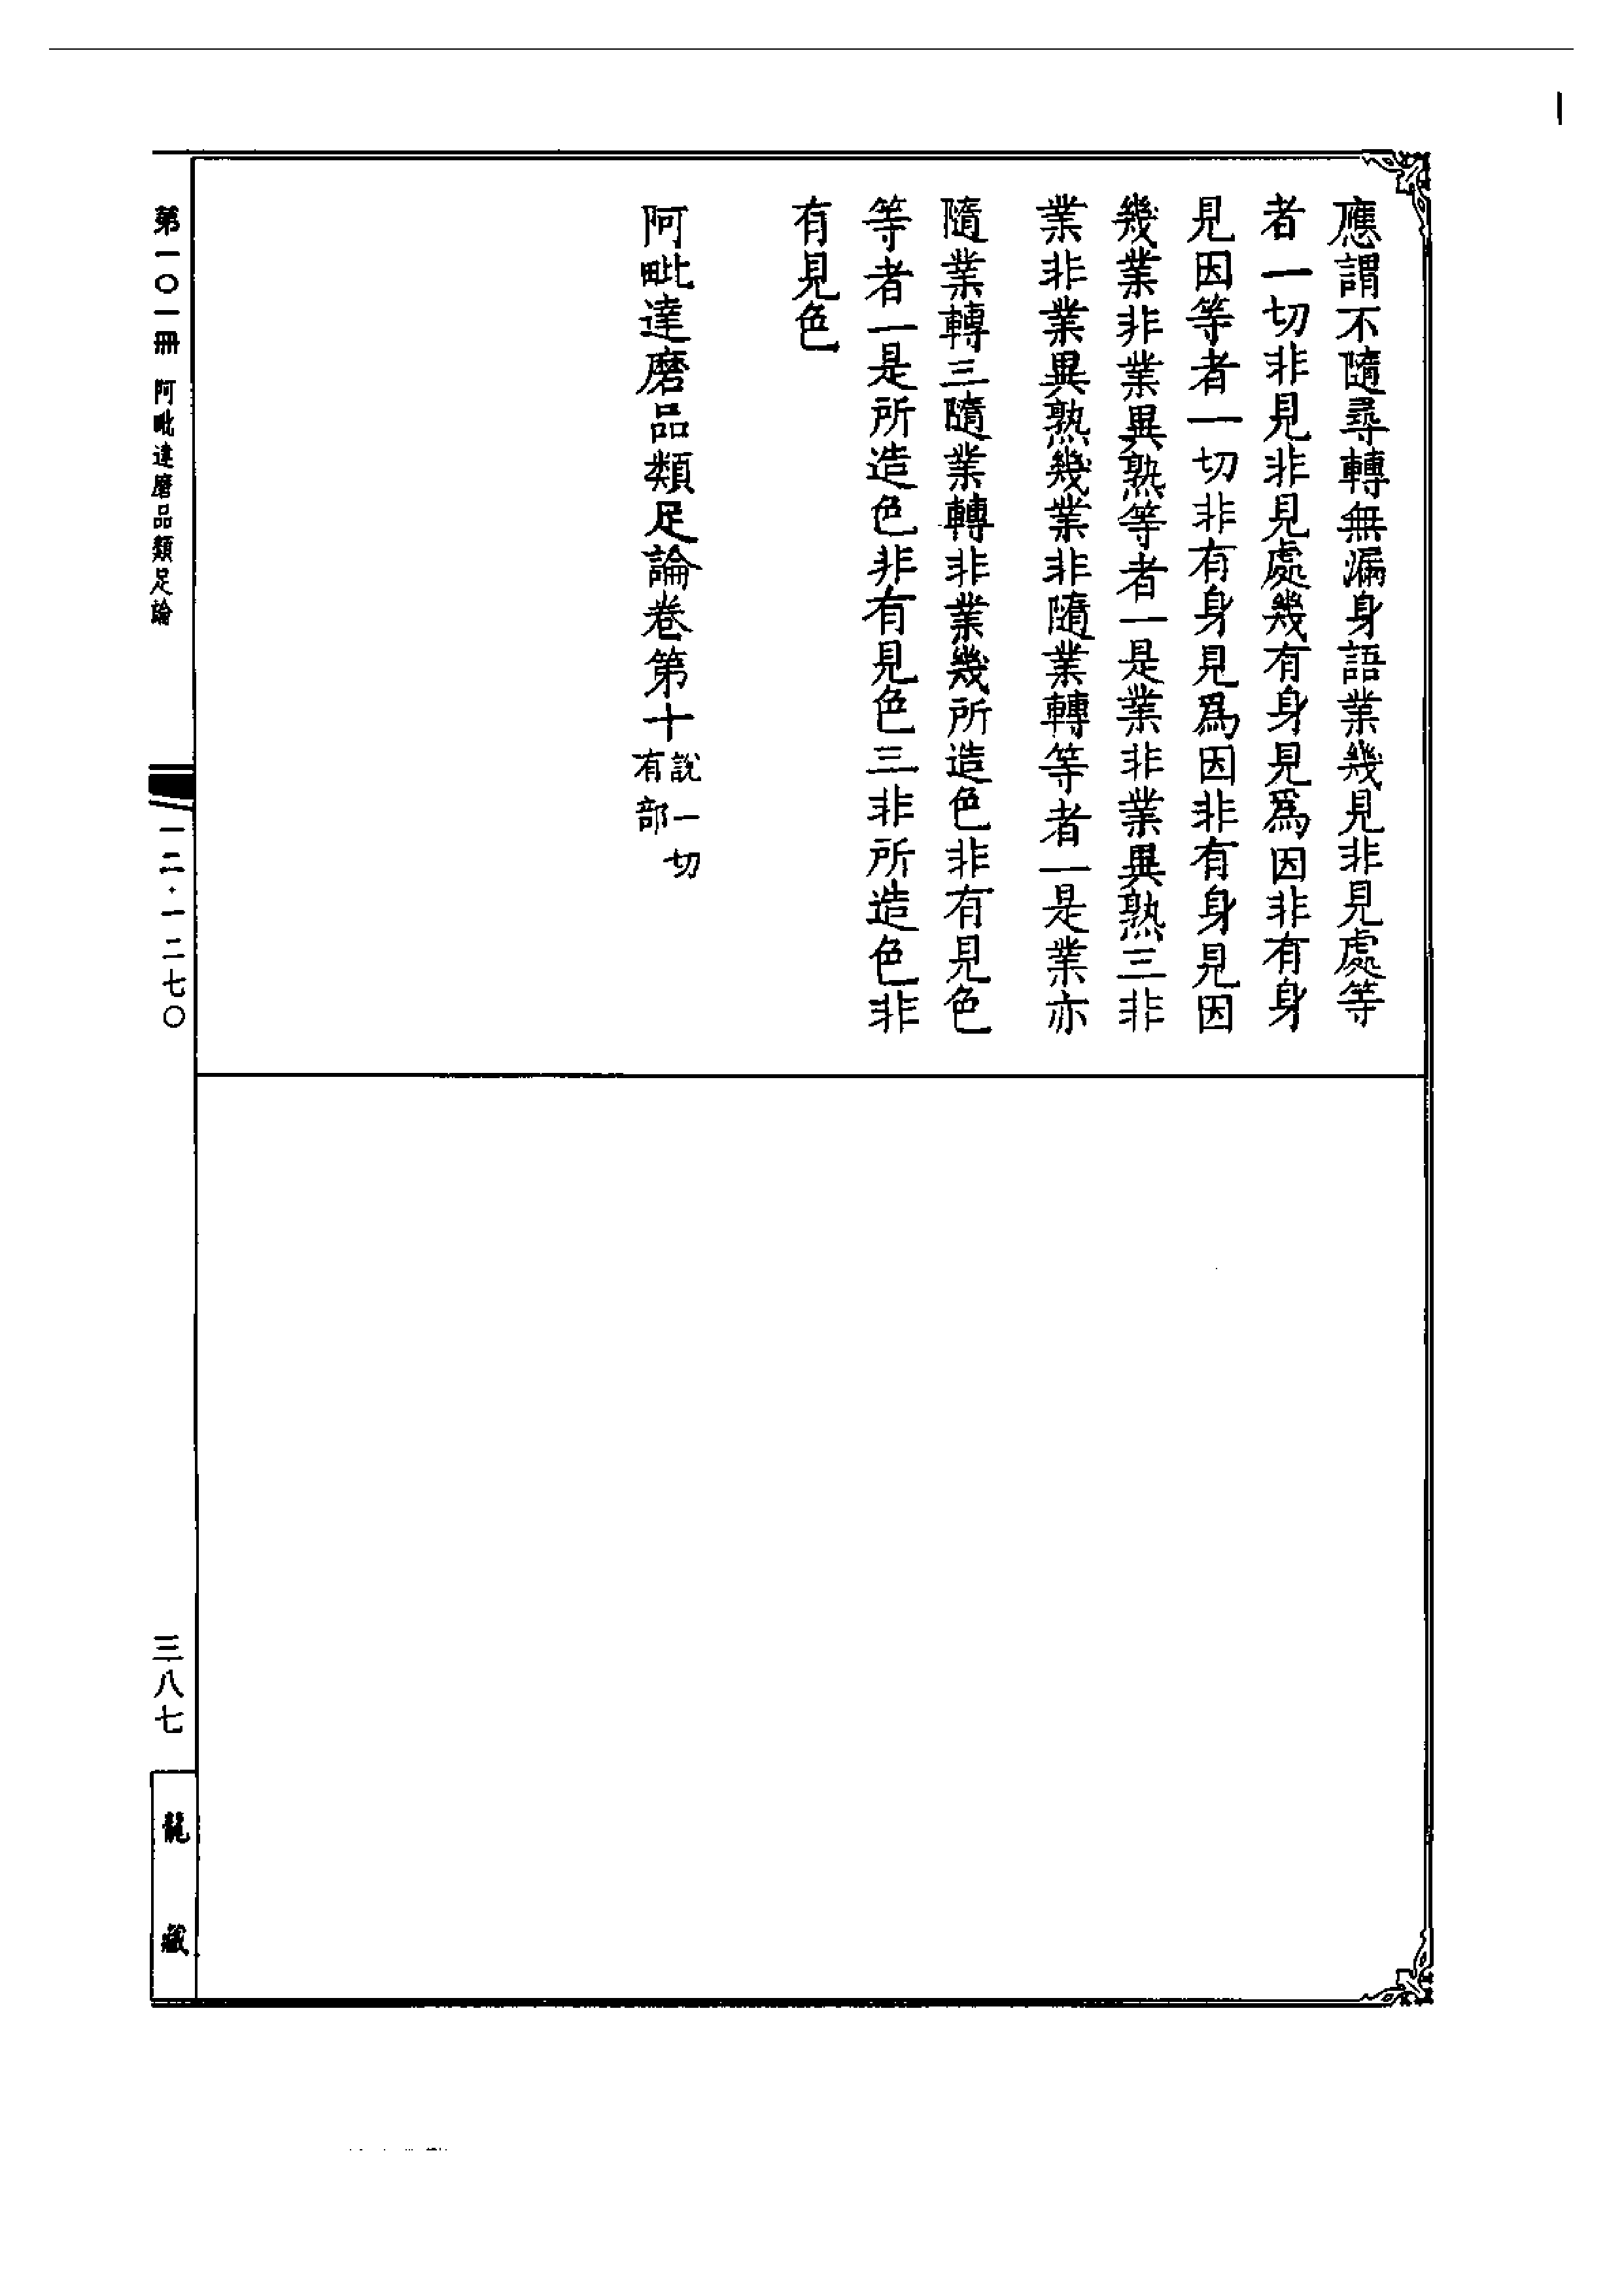 應謂不隨尋轉無漏身語業幾見非見處等
者一切非見非見處幾有身見爲因非有身
見因等者一切非有身見爲因非有身見因
幾業非業異熟等者一是業非業異熟三非
業非業異熟幾業非隨業轉等者一是業亦
隨業轉三隨業轉非業幾所造色非有見色
等者一是所造色非有見色三非所造色非
有見色
阿毗達磨品類足論卷第十說一切有部
第一〇一冊 阿毗達磨品類足論
一二·一二七〇
三八七
龍藏